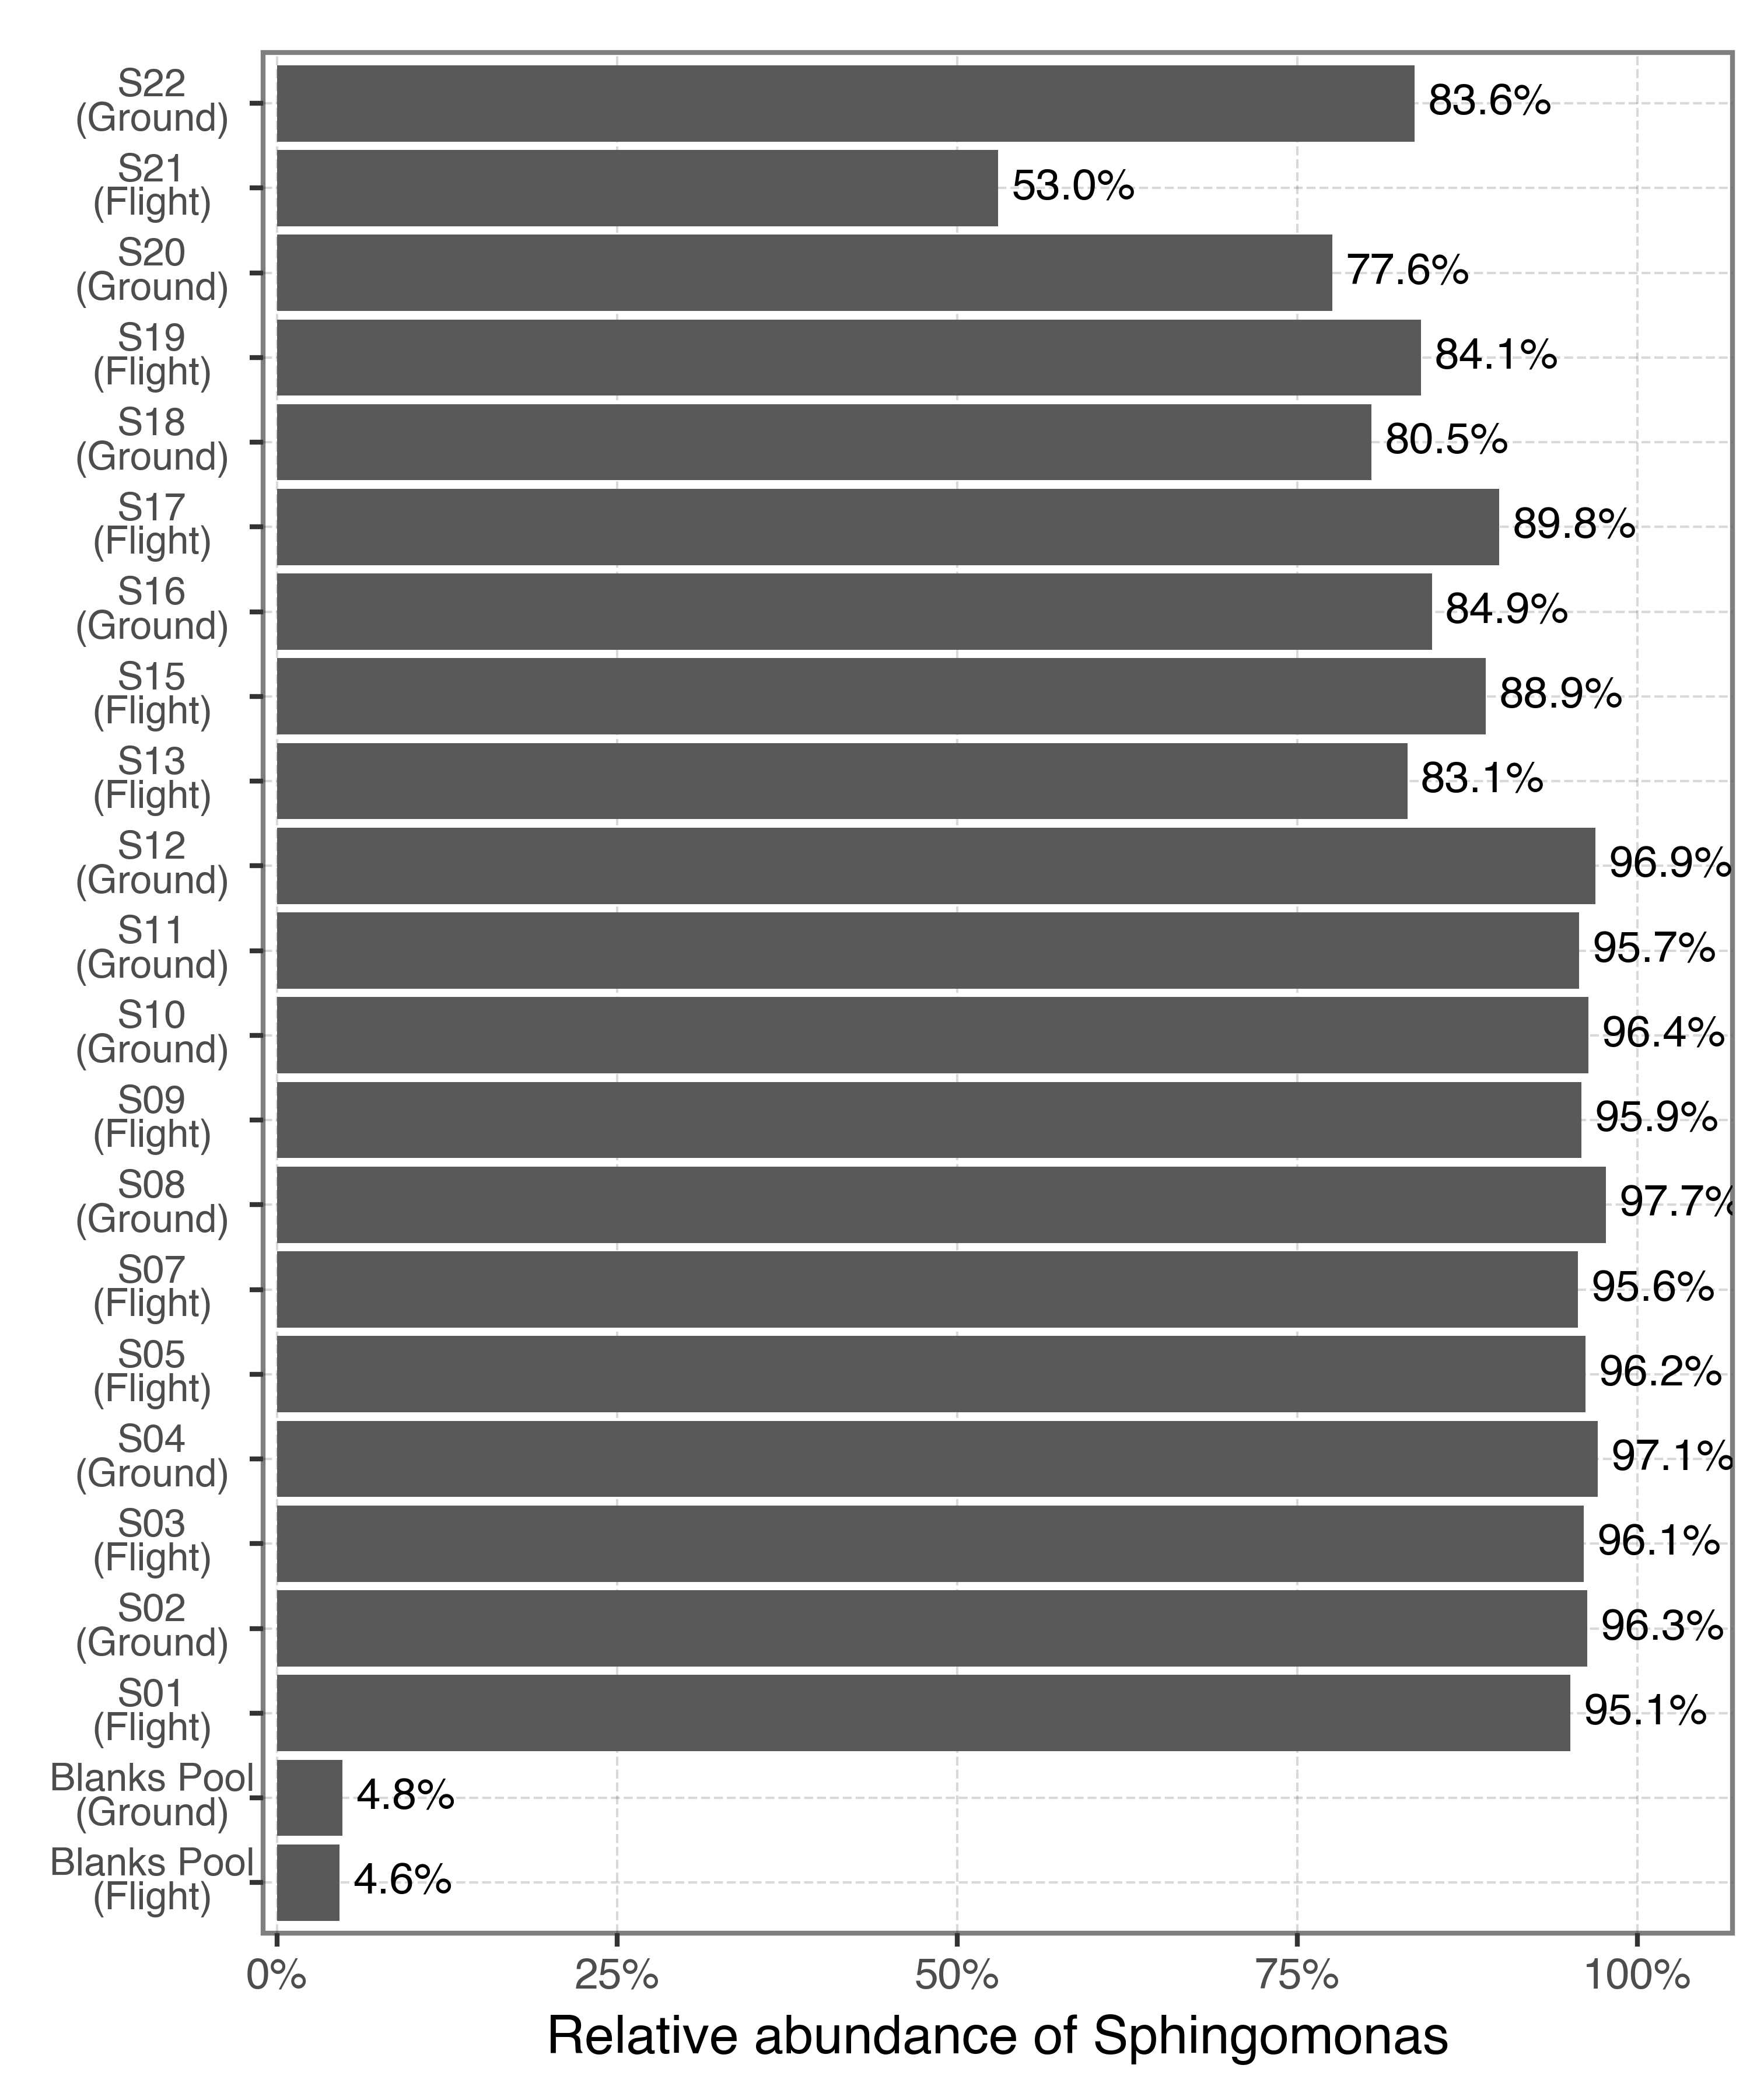 S22
(Ground)
83.6%
S21
(Flight)
53.0%
S20
(Ground)
77.6%
S19
(Flight)
84.1%
S18
(Ground)
80.5%
S17
(Flight)
89.8%
S16
(Ground)
84.9%
S15
(Flight)
88.9%
S13
(Flight)
83.1%
S12
(Ground)
96.9%
S11
(Ground)
95.7%
S10
(Ground)
96.4%
S09
(Flight)
95.9%
S08
(Ground)
97.7%
S07
(Flight)
95.6%
S05
(Flight)
96.2%
S04
(Ground)
97.1%
S03
(Flight)
96.1%
S02
(Ground)
96.3%
S01
(Flight)
95.1%
Blanks Pool
(Ground)
4.8%
Blanks Pool
(Flight)
4.6%
0% 25% 50% 75% 100%
Relative abundance of Sphingomonas